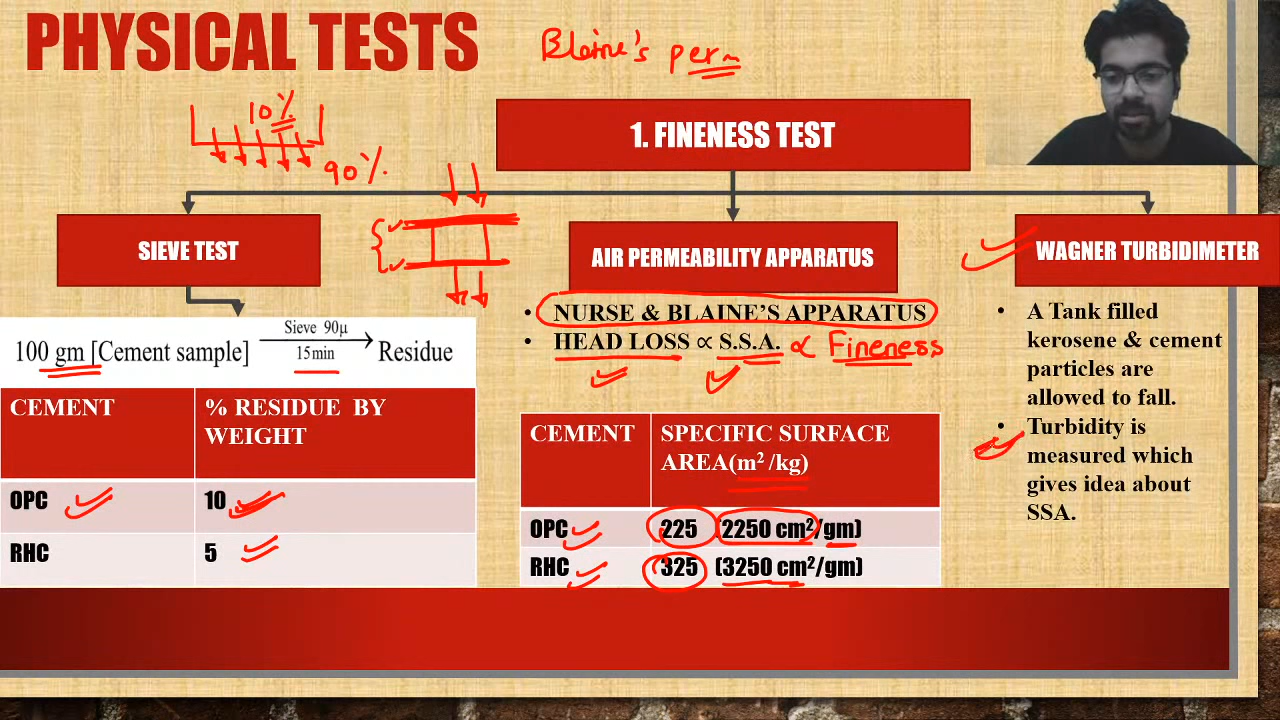 PHYSICAL TESTS
Blaine's perm
10%
90%
1. FINENESS TEST
SIEVE TEST
AIR PERMEABILITY APPARATUS
WAGNER TURBIDIMETER
100 gm [Cement sample] Sieve 90μ 15min Residue
CEMENT % RESIDUE BY
WEIGHT
OPC 10
RHC 5
• NURSE & BLAINE'S APPARATUS
• HEAD LOSS ∝ S.S.A. ∝ Fineness
CEMENT SPECIFIC SURFACE
AREA(m² /kg)
OPC 225 (2250 cm²/gm)
RHC 325 (3250 cm²/gm)
• A Tank filled
kerosene & cement
particles are
allowed to fall.
• Turbidity is
measured which
gives idea about
SSA.